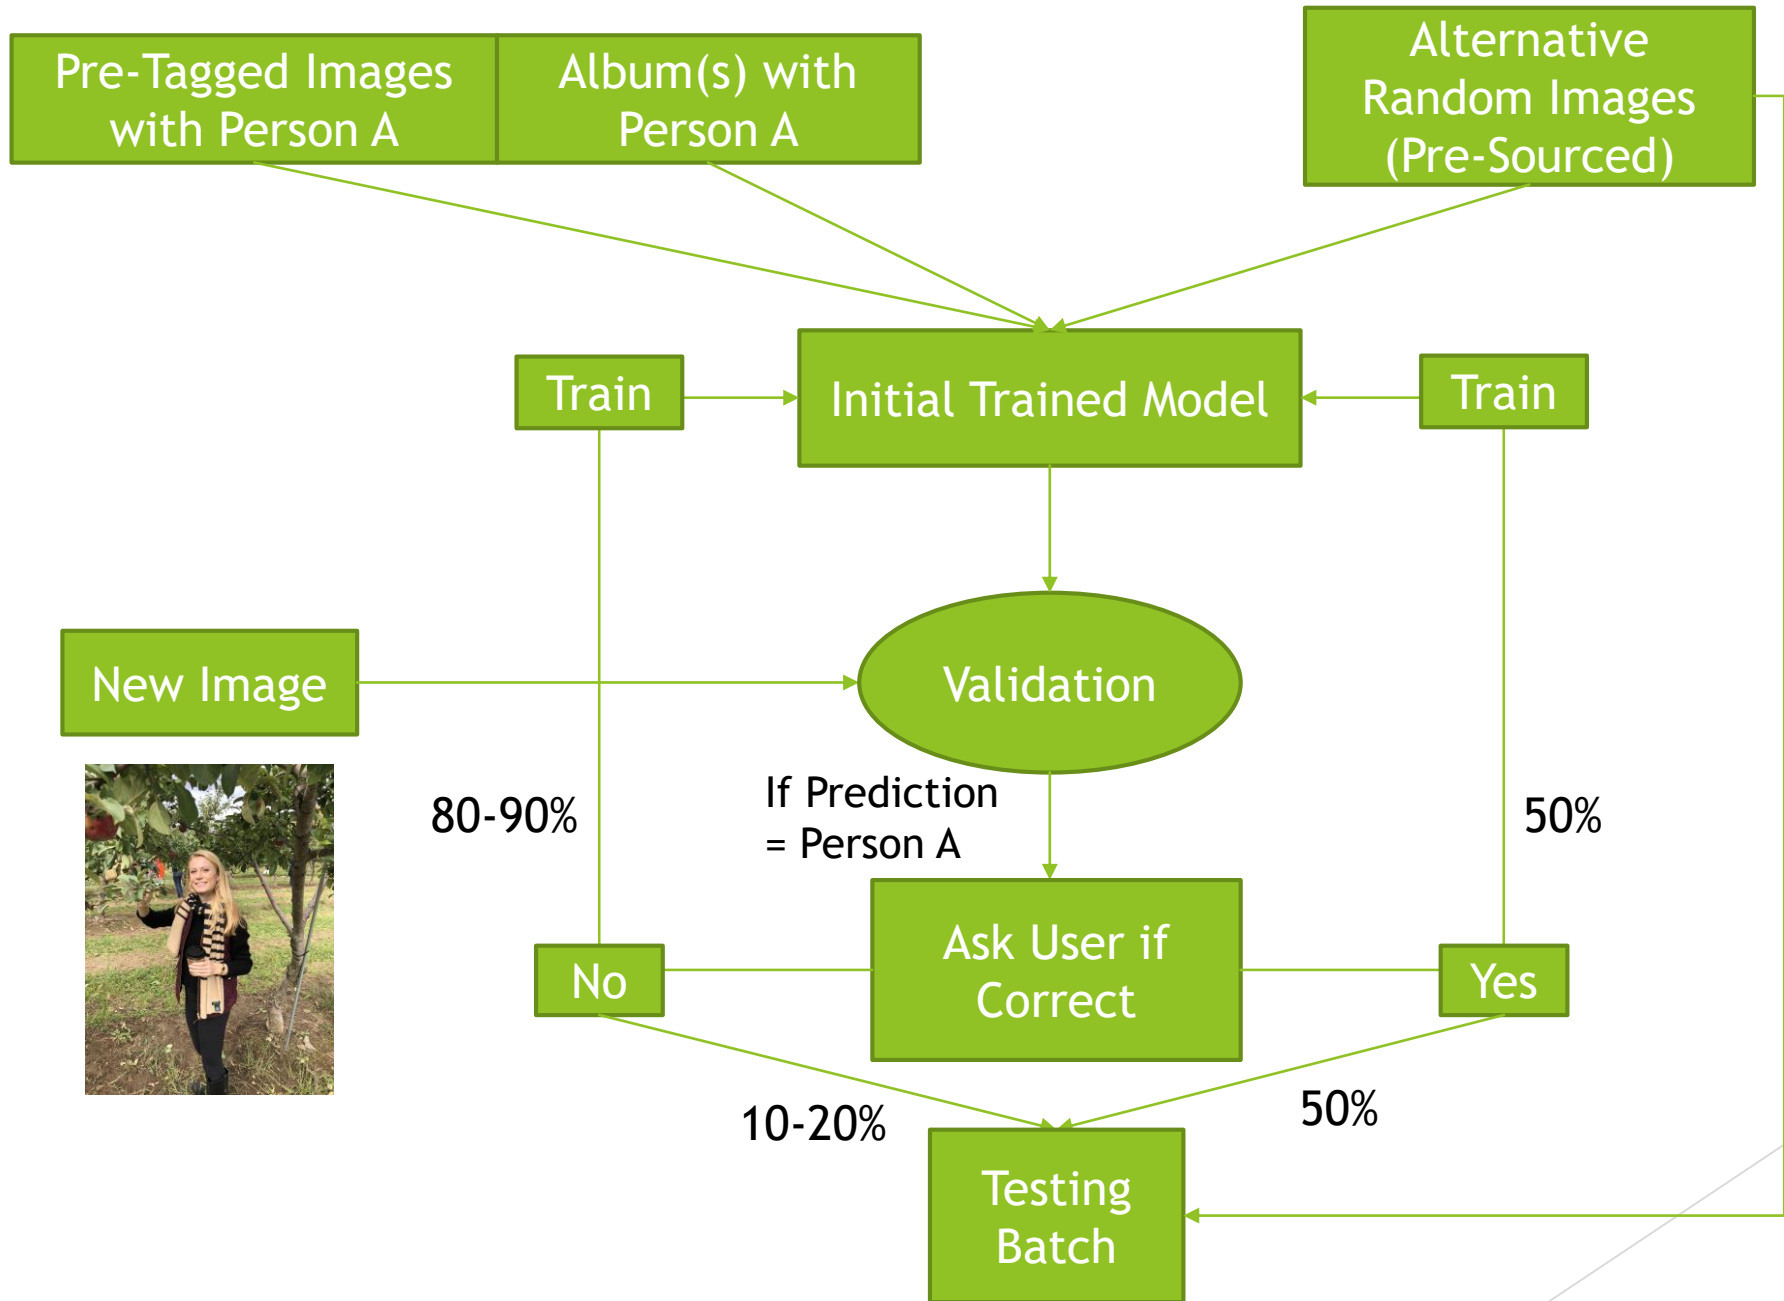 Pre-Tagged Images
with Person A
Album(s) with
Person A
Alternative
Random Images
(Pre-Sourced)
Train
Initial Trained Model
Train
New Image
Validation
80-90%
If Prediction
= Person A
50%
No
Ask User if
Correct
Yes
10-20%
50%
Testing
Batch